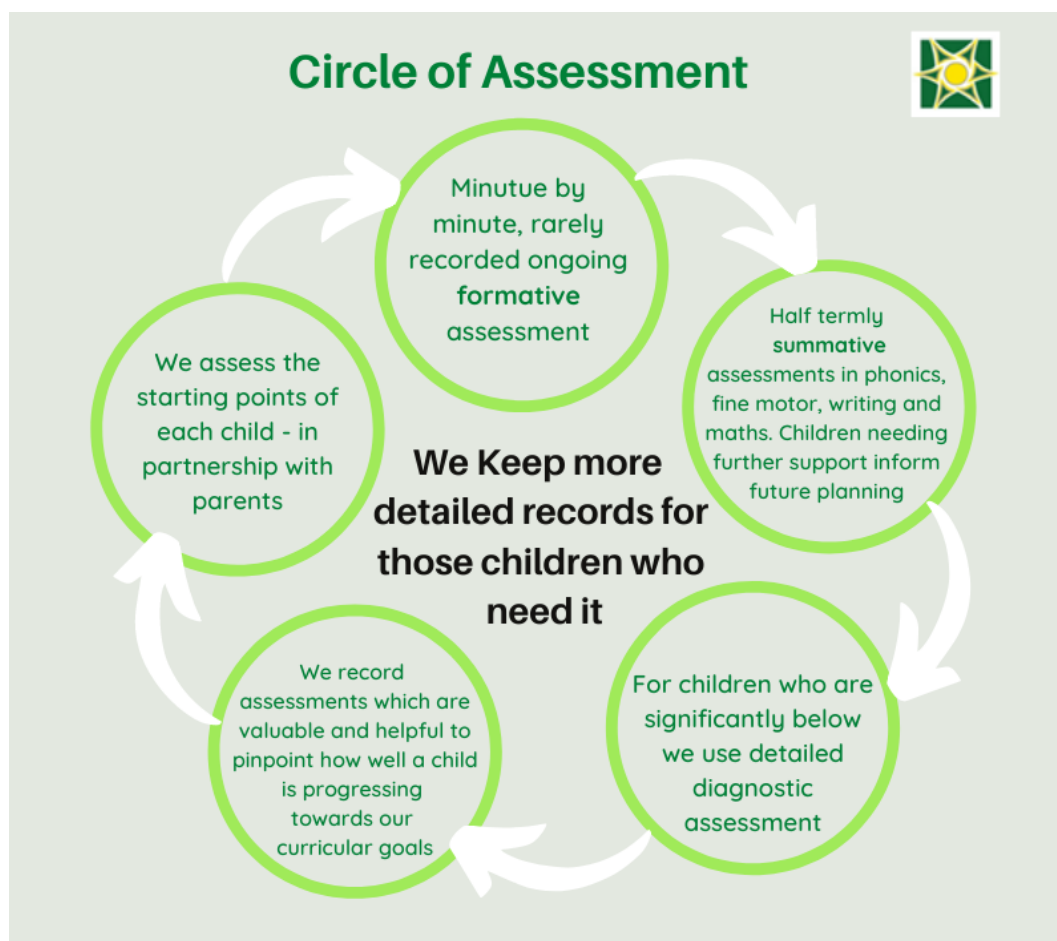 Circle of Assessment
Minutue by
minute, rarely
recorded ongoing
formative
assessment
Half termly
summative
assessments in phonics,
fine motor, writing and
maths. Children needing
further support inform
future planning
For children who are
significantly below
we use detailed
diagnostic
assessment
We record
assessments which are
valuable and helpful to
pinpoint how well a child
is progressing
towards our
curricular goals
We assess the
starting points of
each child - in
partnership with
parents
We Keep more
detailed records for
those children who
need it